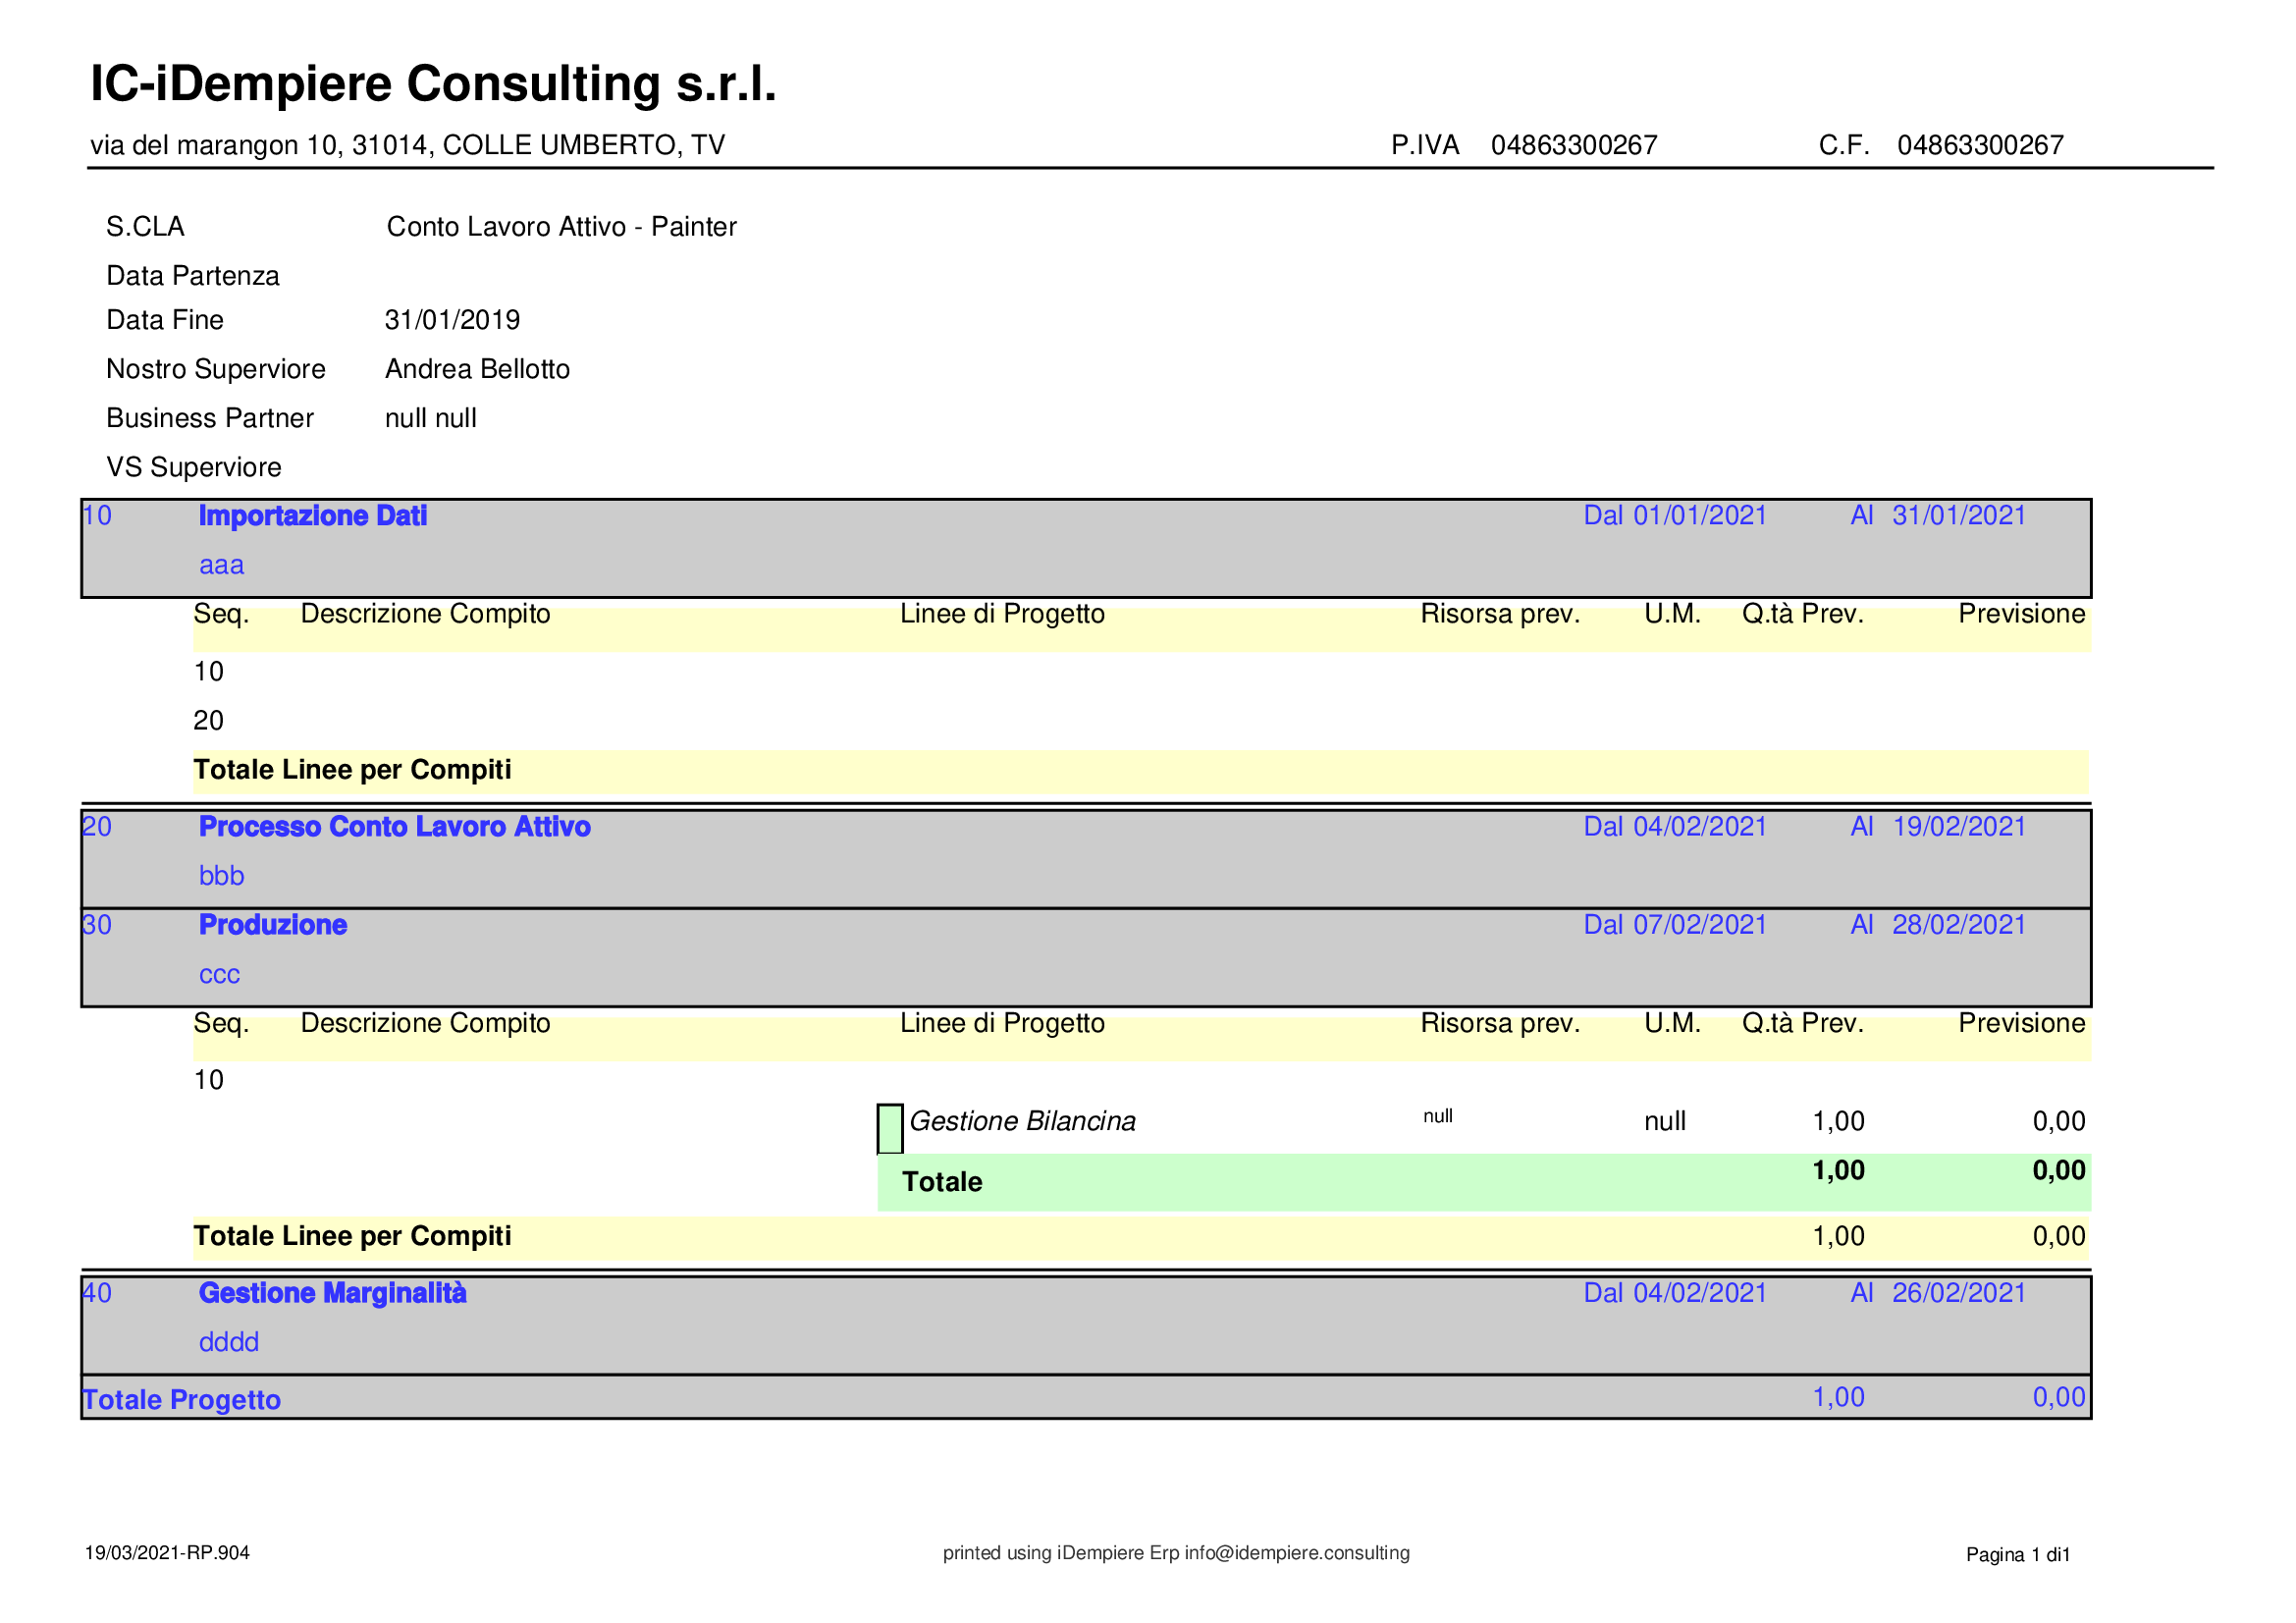 IC-iDempiere Consulting s.r.l.
via del marangon 10, 31014, COLLE UMBERTO, TV P.IVA 04863300267 C.F. 04863300267
S.CLA Conto Lavoro Attivo - Painter
Data Partenza
Data Fine 31/01/2019
Nostro Superviore Andrea Bellotto
Business Partner null null
VS Superviore
10 Importazione Dati Dal 01/01/2021 Al 31/01/2021
aaa
Seq. Descrizione Compito Linee di Progetto Risorsa prev. U.M. Q.tà Prev. Previsione
10
20
Totale Linee per Compiti
20 Processo Conto Lavoro Attivo Dal 04/02/2021 Al 19/02/2021
bbb
30 Produzione Dal 07/02/2021 Al 28/02/2021
ccc
Seq. Descrizione Compito Linee di Progetto Risorsa prev. U.M. Q.tà Prev. Previsione
10
Gestione Bilancina null null 1,00 0,00
Totale 1,00 0,00
Totale Linee per Compiti 1,00 0,00
40 Gestione Marginalità Dal 04/02/2021 Al 26/02/2021
dddd
Totale Progetto 1,00 0,00
19/03/2021-RP.904 printed using iDempiere Erp info@idempiere.consulting Pagina 1 di1